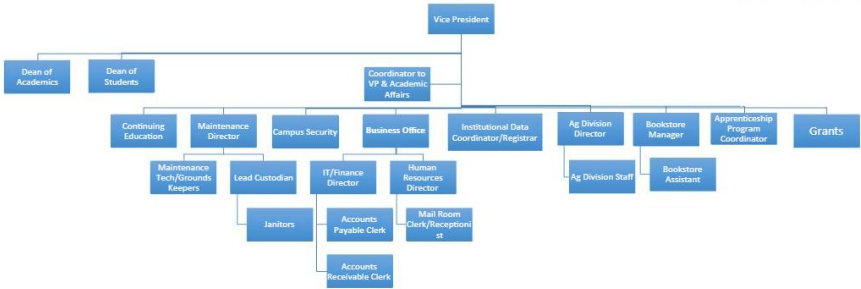 Vice President
Dean of
Academics
Dean of
Students
Coordinator to
VP & Academic
Affairs
Continuing
Education
Maintenance
Director
Campus Security
Business Office
Institutional Data
Coordinator/Registrar
Ag Division
Director
Bookstore
Manager
Apprenticeship
Program
Coordinator
Grants
Maintenance
Tech/Grounds
Keepers
Lead Custodian
IT/Finance
Director
Human
Resources
Director
Ag Division Staff
Bookstore
Assistant
Janitors
Accounts
Payable Clerk
Mail Room
Clerk/Receptioni
st
Accounts
Receivable Clerk